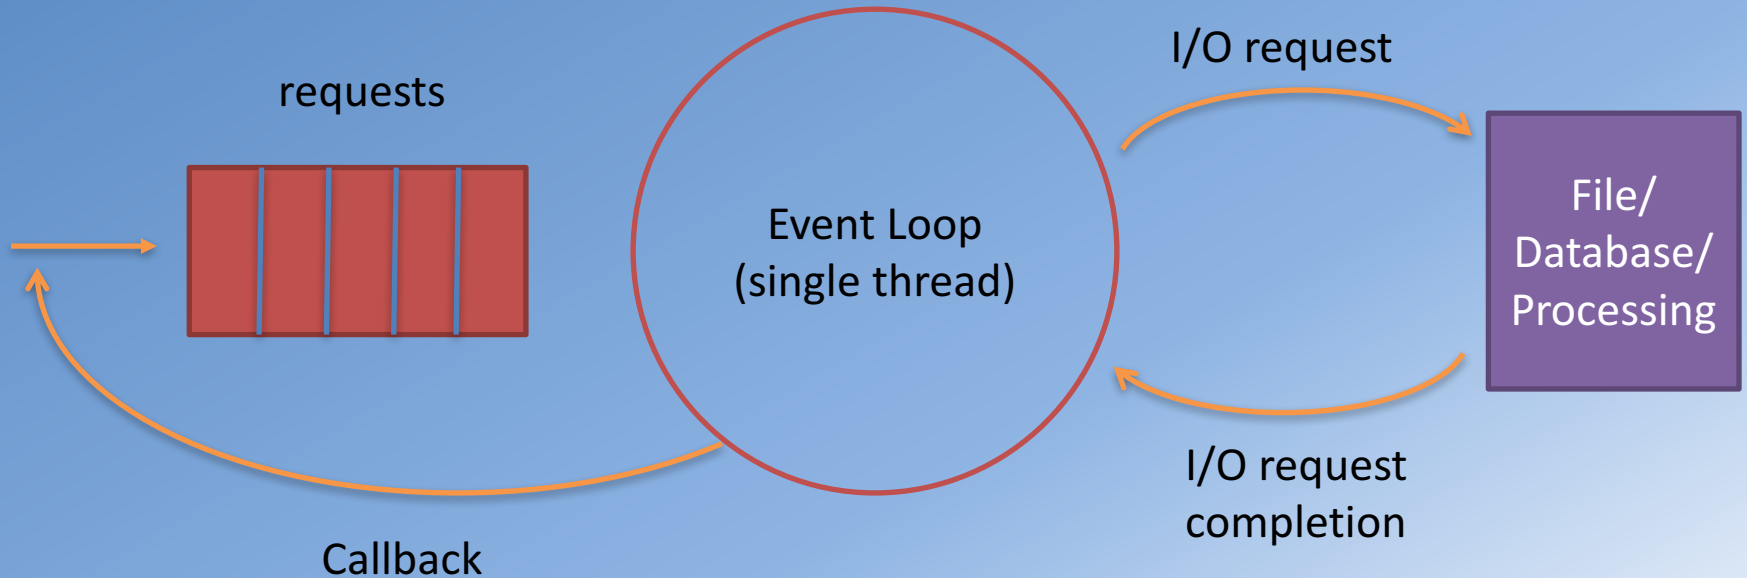 requests
Event Loop
(single thread)
I/O request
File/
Database/
Processing
I/O request
completion
Callback